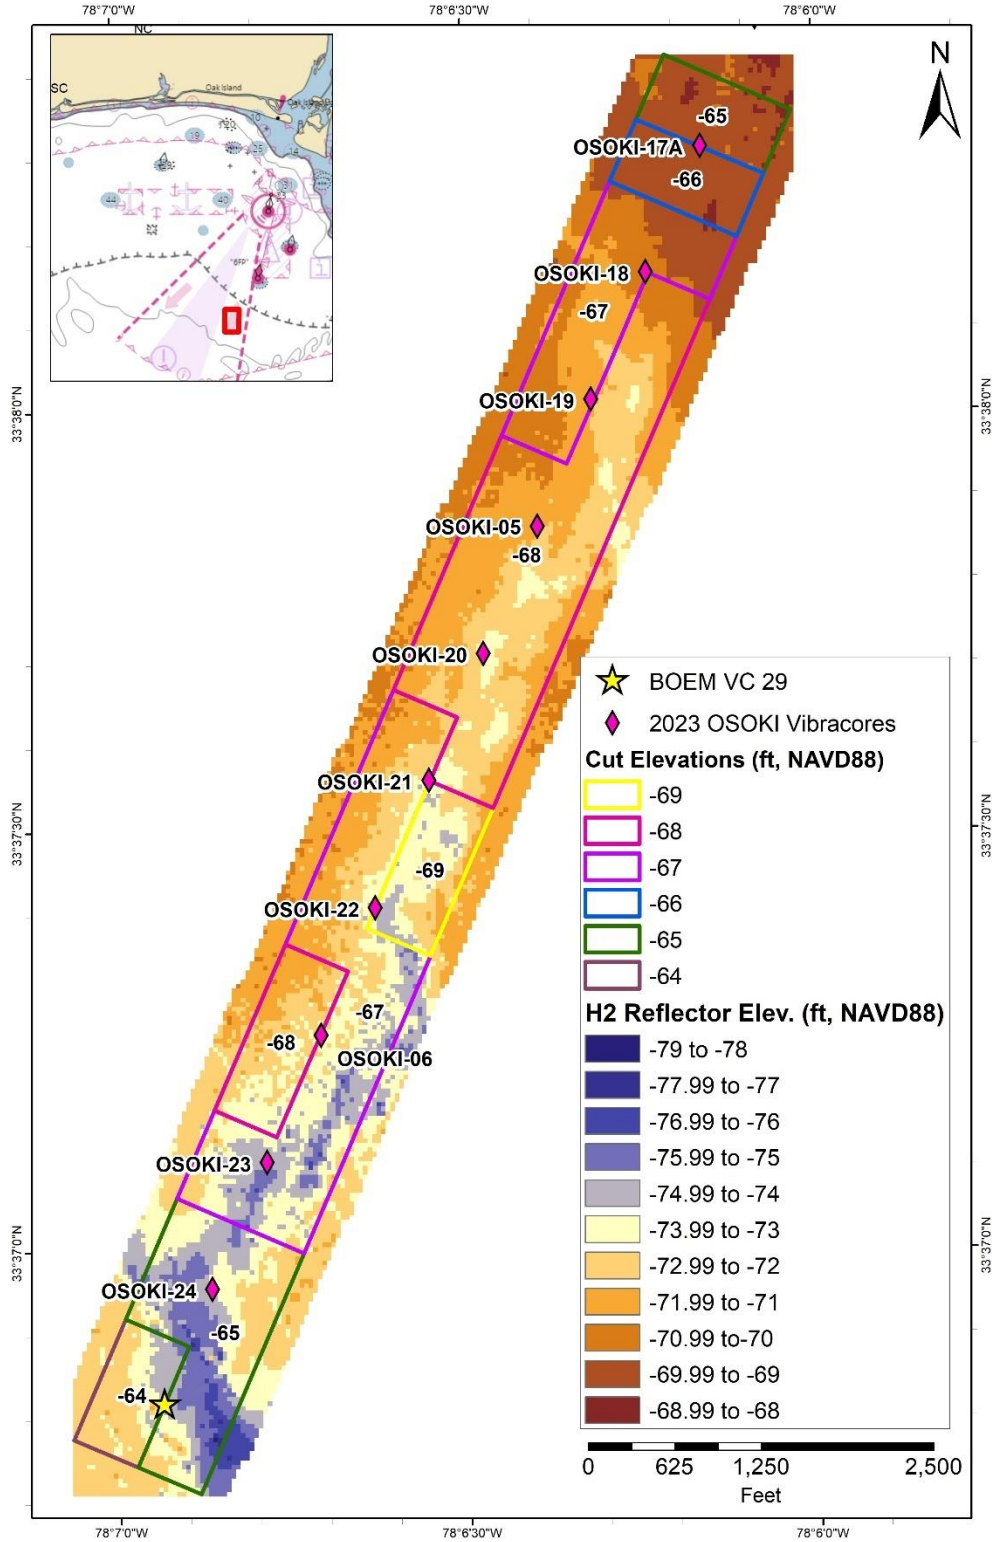 78°7'0"W
78°6'30"W
78°6'0"W
NC
SC
Oak Island
N
-65
OSOKI-17A
-66
OSOKI-18
-67
OSOKI-19
33°38'0"N
33°38'0"N
OSOKI-05
-68
OSOKI-20
OSOKI-21
33°37'30"N
33°37'30"N
-69
OSOKI-22
-67
-68
OSOKI-06
OSOKI-23
33°37'0"N
33°37'0"N
OSOKI-24
-65
-64
BOEM VC 29
2023 OSOKI Vibracores
Cut Elevations (ft, NAVD88)
-69
-68
-67
-66
-65
-64
H2 Reflector Elev. (ft, NAVD88)
-79 to -78
-77.99 to -77
-76.99 to -76
-75.99 to -75
-74.99 to -74
-73.99 to -73
-72.99 to -72
-71.99 to -71
-70.99 to-70
-69.99 to -69
-68.99 to -68
0 625 1,250 2,500
Feet
78°7'0"W
78°6'30"W
78°6'0"W